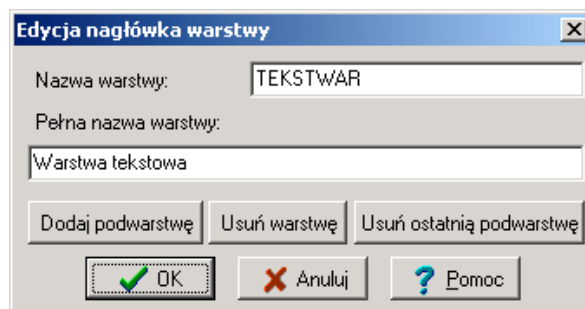 Edycja nagłówka warstwy
Nazwa warstwy: TEKSTWAR
Pełna nazwa warstwy:
Warstwa tekstowa
Dodaj podwarstwę Usuń warstwę Usuń ostatnią podwarstwę
OK Anuluj Pomoc